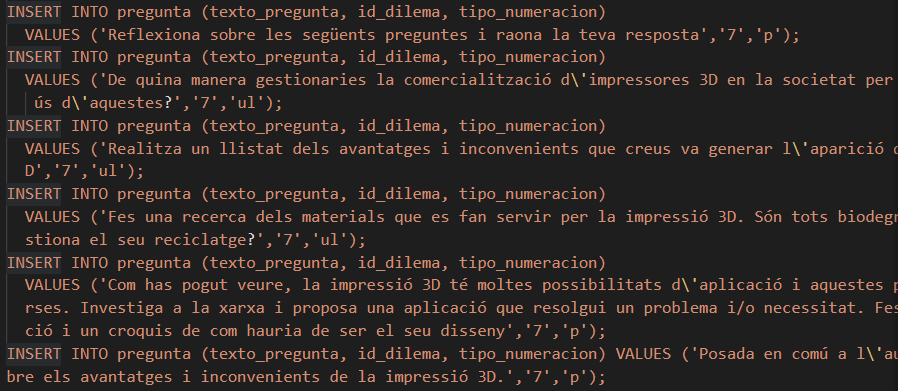 INSERT INTO pregunta (texto_pregunta, id_dilema, tipo_numeracion)
VALUES ('Reflexiona sobre les següents preguntes i raona la teva resposta','7','p');
INSERT INTO pregunta (texto_pregunta, id_dilema, tipo_numeracion)
VALUES ('De quina manera gestionaries la comercialització d\'impressores 3D en la societat per
ús d\'aquestes?','7','ul');
INSERT INTO pregunta (texto_pregunta, id_dilema, tipo_numeracion)
VALUES ('Realitza un llistat dels avantatges i inconvenients que creus va generar l\'aparició
D','7','ul');
INSERT INTO pregunta (texto_pregunta, id_dilema, tipo_numeracion)
VALUES ('Fes una recerca dels materials que es fan servir per la impressió 3D. Són tots biodegr
stiona el seu reciclatge?','7','ul');
INSERT INTO pregunta (texto_pregunta, id_dilema, tipo_numeracion)
VALUES ('Com has pogut veure, la impressió 3D té moltes possibilitats d\'aplicació i aquestes p
rses. Investiga a la xarxa i proposa una aplicació que resolgui un problema i/o necessitat. Fes
ció i un croquis de com hauria de ser el seu disseny','7','p');
INSERT INTO pregunta (texto_pregunta, id_dilema, tipo_numeracion) VALUES ('Posada en comú a l\'au
bre els avantatges i inconvenients de la impressió 3D.','7','p');